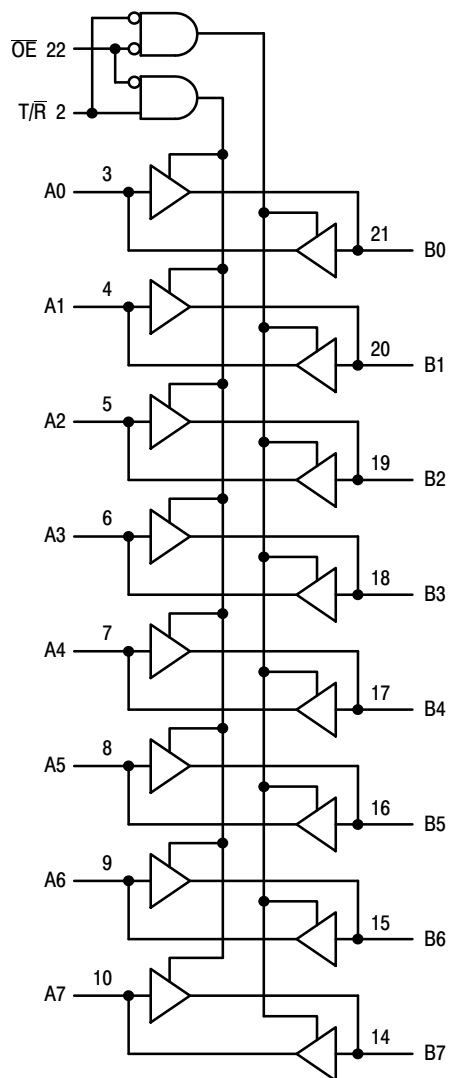 O̅E̅ 22
T/R̅ 2
A0 3
21 B0
A1 4
20 B1
A2 5
19 B2
A3 6
18 B3
A4 7
17 B4
A5 8
16 B5
A6 9
15 B6
A7 10
14 B7